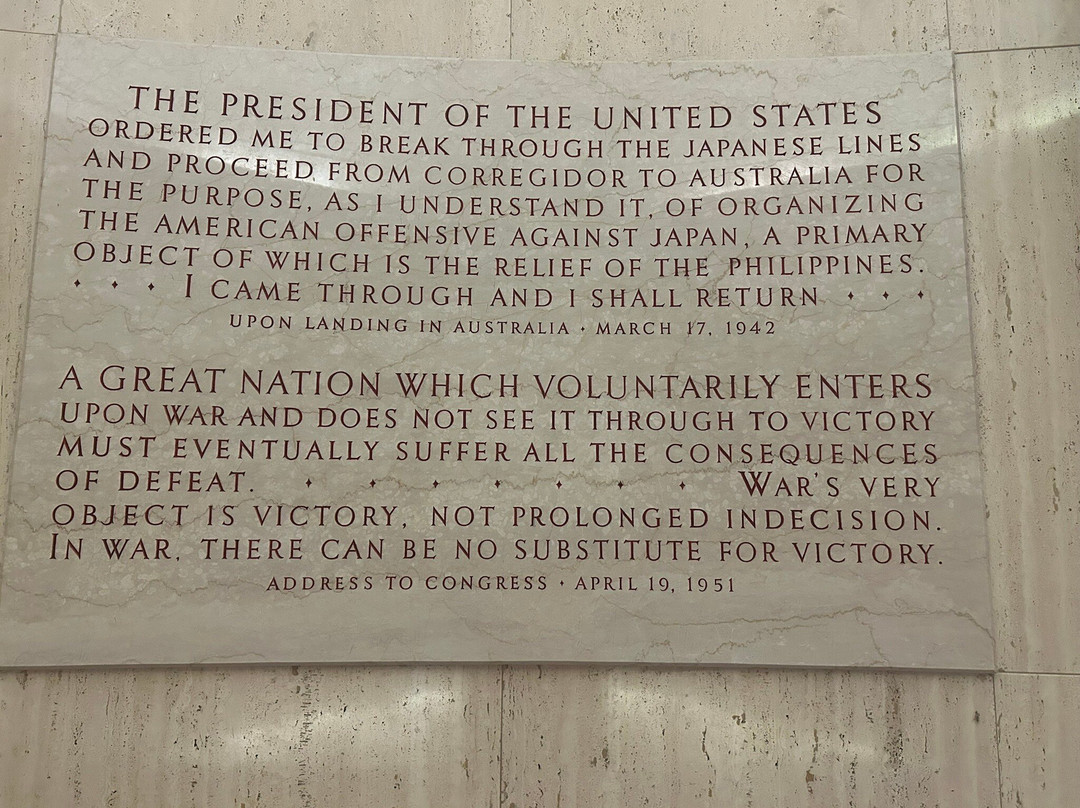 THE PRESIDENT OF THE UNITED STATES
ORDERED ME TO BREAK THROUGH THE JAPANESE LINES
AND PROCEED FROM CORREGIDOR TO AUSTRALIA FOR
THE PURPOSE, AS I UNDERSTAND IT, OF ORGANIZING
THE AMERICAN OFFENSIVE AGAINST JAPAN, A PRIMARY
OBJECT OF WHICH IS THE RELIEF OF THE PHILIPPINES.
✦ ✦ ✦ I CAME THROUGH AND I SHALL RETURN ✦ ✦ ✦
UPON LANDING IN AUSTRALIA ✦ MARCH 17, 1942
A GREAT NATION WHICH VOLUNTARILY ENTERS
UPON WAR AND DOES NOT SEE IT THROUGH TO VICTORY
MUST EVENTUALLY SUFFER ALL THE CONSEQUENCES
OF DEFEAT. ✦ ✦ ✦ ✦ ✦ ✦ ✦ WAR'S VERY
OBJECT IS VICTORY, NOT PROLONGED INDECISION.
IN WAR, THERE CAN BE NO SUBSTITUTE FOR VICTORY.
ADDRESS TO CONGRESS ✦ APRIL 19, 1951